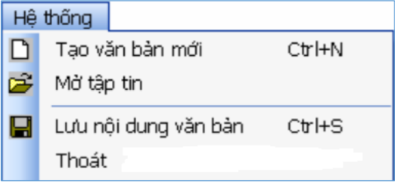 Hệ thống
Tạo văn bản mới Ctrl+N
Mở tập tin
Lưu nội dung văn bản Ctrl+S
Thoát